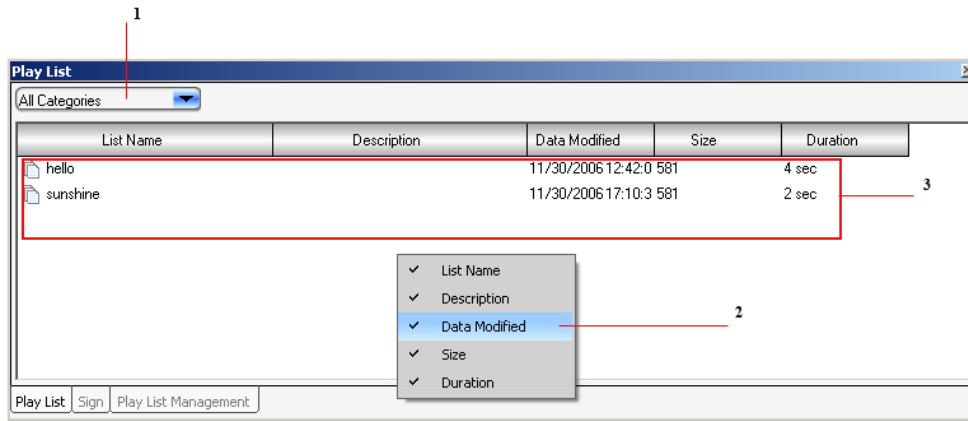 1
Play List
All Categories
List Name Description Data Modified Size Duration
hello 11/30/2006 12:42:0 581 4 sec
sunshine 11/30/2006 17:10:3 581 2 sec
3
List Name
Description
2
Data Modified
Size
Duration
Play List Sign Play List Management